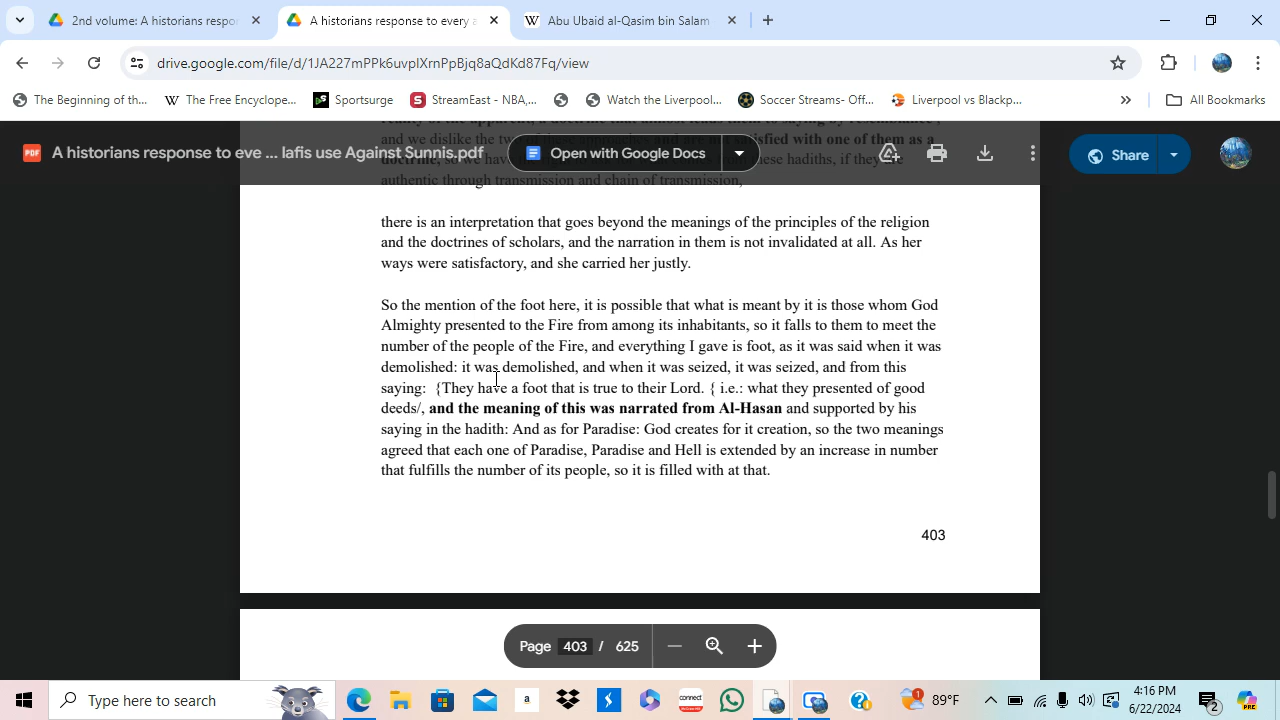 2nd volume: A historians respo
A historians response to every a
Abu Ubaid al-Qasim bin Salam
drive.google.com/file/d/1JA227mPPk6uvpIXrnPpBfq8aQdKd87Fq/view
The Beginning of th...
The Free Encyclope...
Sportsurge
StreamEast - NBA,...
Watch the Liverpool...
Soccer Streams- Off...
Liverpool vs Blackp...
All Bookmarks
A historians response to eve ... lafis use Against Sunnis.pdf
Open with Google Docs
Share
authentic through transmission and chain of transmission,
there is an interpretation that goes beyond the meanings of the principles of the religion
and the doctrines of scholars, and the narration in them is not invalidated at all. As her
ways were satisfactory, and she carried her justly.
So the mention of the foot here, it is possible that what is meant by it is those whom God
Almighty presented to the Fire from among its inhabitants, so it falls to them to meet the
number of the people of the Fire, and everything I gave is foot, as it was said when it was
demolished: it was demolished, and when it was seized, it was seized, and from this
saying: {They have a foot that is true to their Lord. { i.e.: what they presented of good
deeds/, and the meaning of this was narrated from Al-Hasan and supported by his
saying in the hadith: And as for Paradise: God creates for it creation, so the two meanings
agreed that each one of Paradise, Paradise and Hell is extended by an increase in number
that fulfills the number of its people, so it is filled with at that.
403
Page 403 / 625
Type here to search
a
connect
89°F
1
4:16 PM
6/22/2024
2
PRE